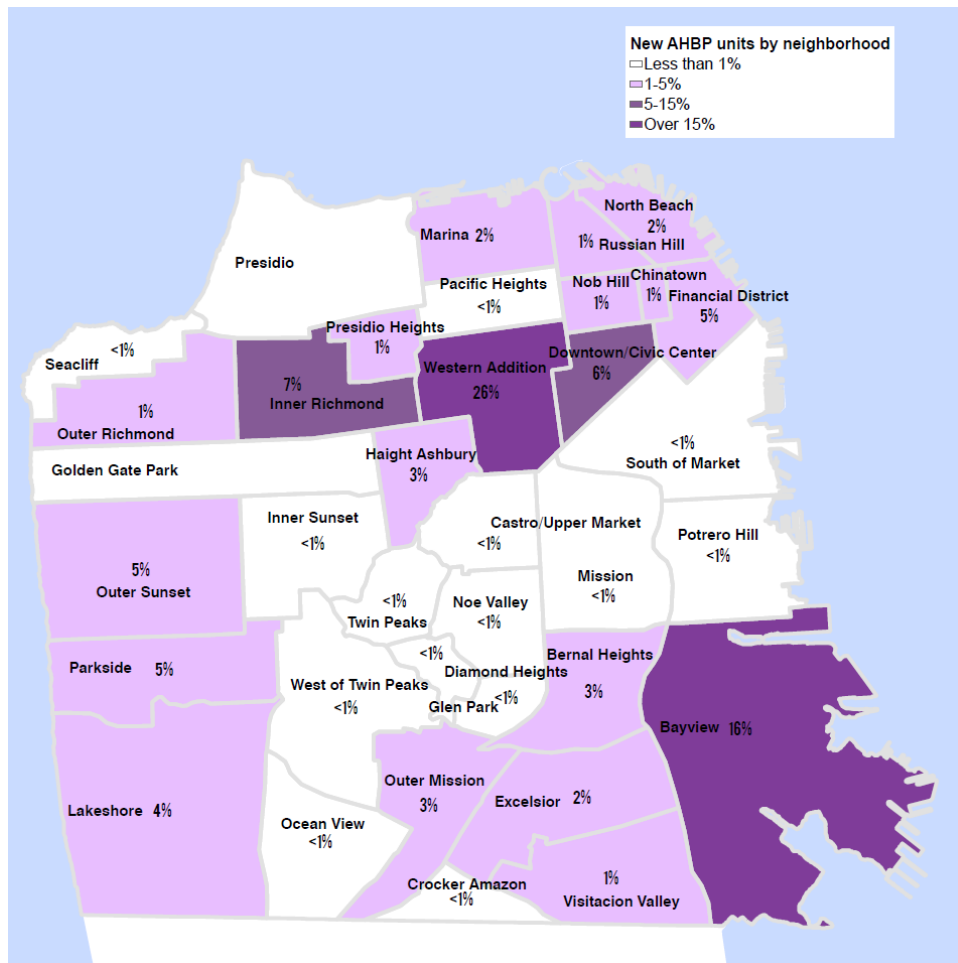 New AHBP units by neighborhood
Less than 1%
1-5%
5-15%
Over 15%
North Beach
2%
Marina 2%
1%
Russian Hill
Presidio
Chinatown
Pacific Heights
<1%
Nob Hill
1%
1%
Financial District
5%
Presidio Heights
1%
<1%
Seacliff
Downtown/Civic Center
6%
Western Addition
26%
7%
Inner Richmond
1%
Outer Richmond
<1%
South of Market
Haight Ashbury
3%
Golden Gate Park
Inner Sunset
<1%
Castro/Upper Market
<1%
Potrero Hill
<1%
5%
Outer Sunset
Mission
<1%
<1%
Twin Peaks
Noe Valley
<1%
<1%
Bernal Heights
3%
Parkside 5%
Diamond Heights
West of Twin Peaks
<1%
<1%
Glen Park
Bayview 16%
Outer Mission
3%
Excelsior 2%
Lakeshore 4%
Ocean View
<1%
Crocker Amazon
<1%
1%
Visitacion Valley